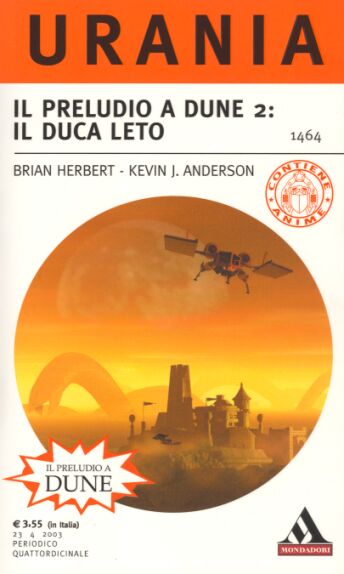 URANIA
IL PRELUDIO A DUNE 2:
IL DUCA LETO
1464
BRIAN HERBERT - KEVIN J. ANDERSON
CONTIENE
ANIME
IL PRELUDIO A
DUNE
€ 3,55 (in Italia)
23 4 2003
PERIODICO
QUATTORDICINALE
MONDADORI